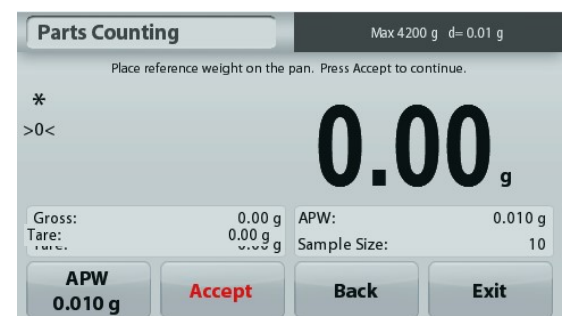 Parts Counting Max 4200 g d= 0.01 g
Place reference weight on the pan. Press Accept to continue.
*
>0<
0.00 g
Gross: 0.00 g APW: 0.010 g
Tare: 0.00 g
Sample Size: 10
APW Accept Back Exit
0.010 g